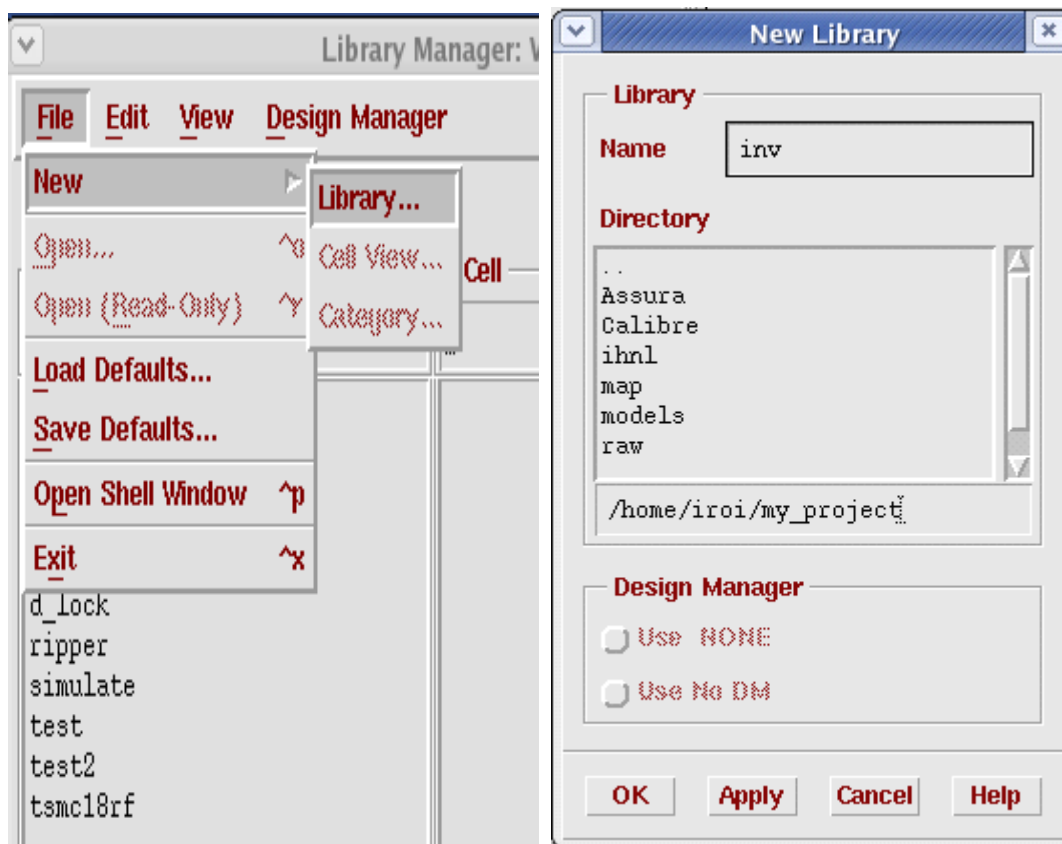 Library Manager: V
File Edit View Design Manager
New
Library...
Open... ^o
Cell View...
Cell
Open (Read-Only) ^r
Category...
Load Defaults...
Save Defaults...
Open Shell Window ^p
Exit ^x
d_lock
ripper
simulate
test
test2
tsmc18rf
New Library
Library
Name inv
Directory
..
Assura
Calibre
ihnl
map
models
raw
/home/iroi/my_project
Design Manager
Use NONE
Use No DM
OK Apply Cancel Help